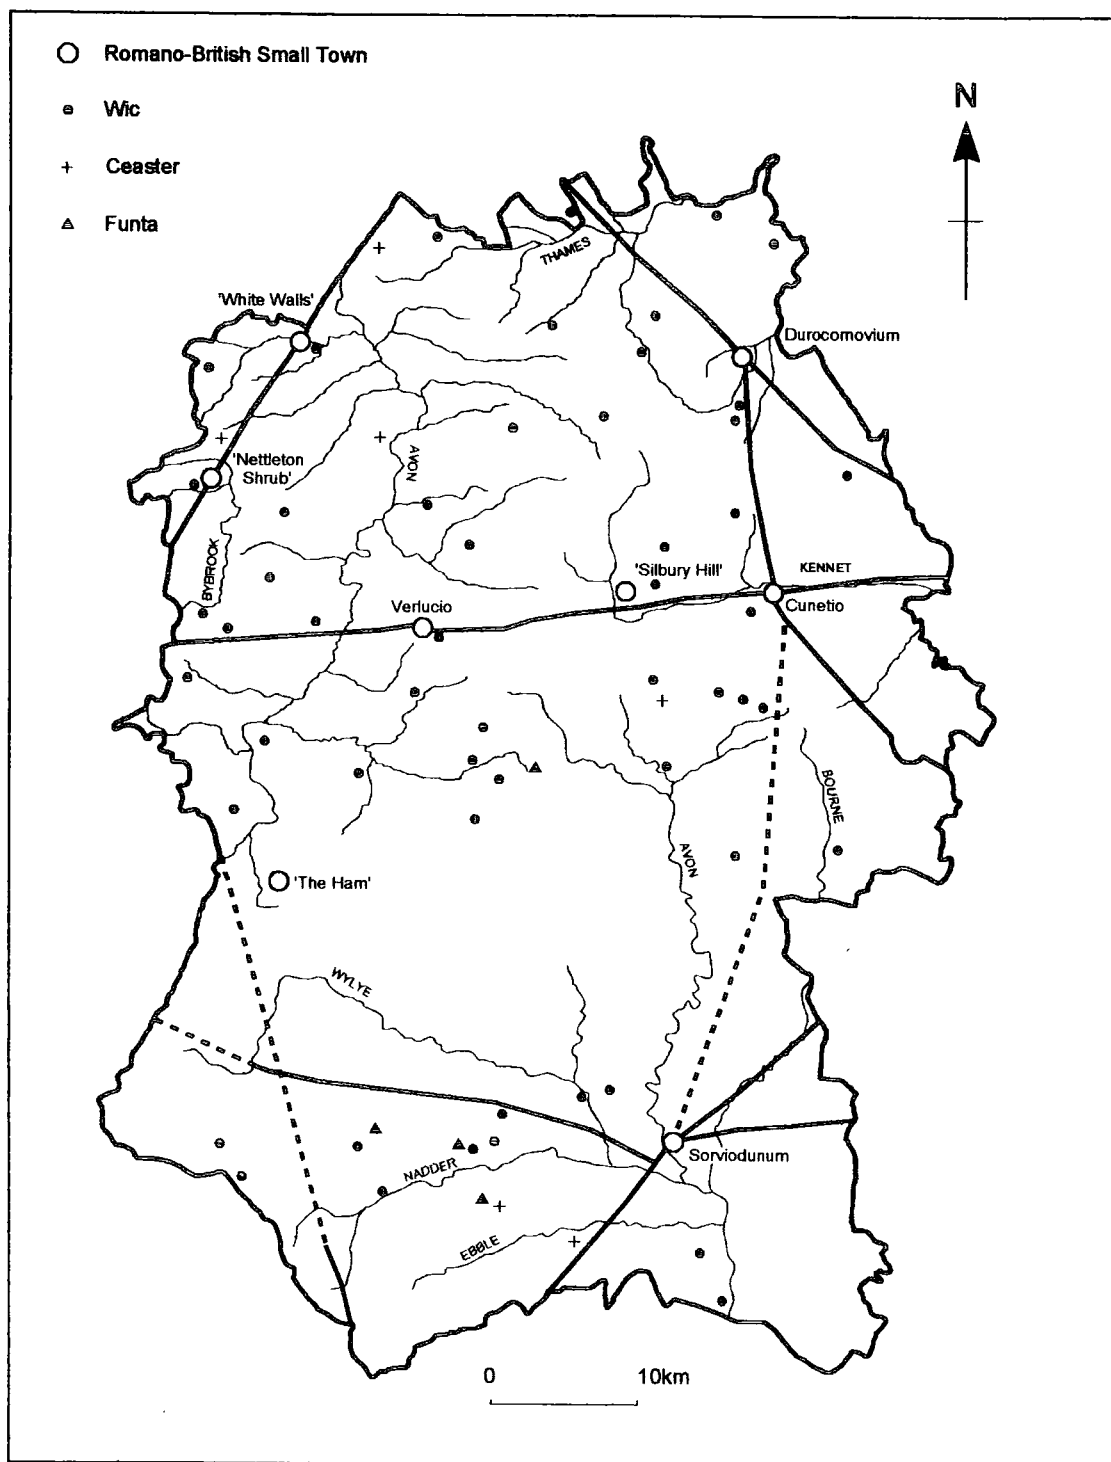 Romano-British Small Town
Wic
Ceaster
Funta
N
THAMES
'White Walls'
Durocornovium
'Nettleton
Shrub'
AVON
BYBROOK
'Silbury Hill'
KENNET
Verlucio
Cunetio
BOURNE
AVON
'The Ham'
WYLYE
Sorviodunum
NADDER
EBBLE
0 10km